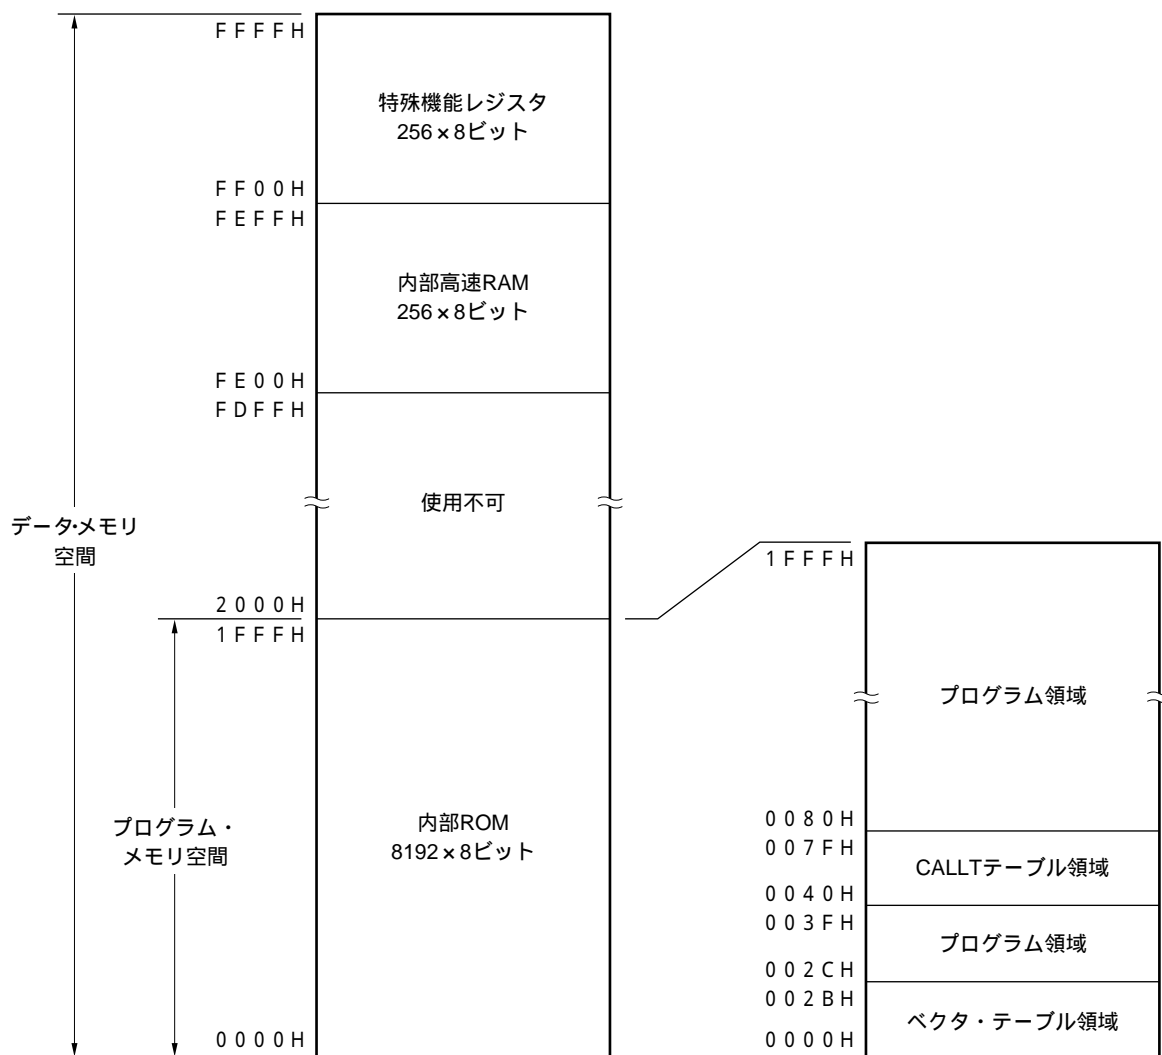 FFFFH
特殊機能レジスタ
256×8ビット
FF00H
FEFFH
内部高速RAM
256×8ビット
FE00H
FDFFH
使用不可
データ・メモリ
空間
2000H
1FFFH
プログラム・
メモリ空間
内部ROM
8192×8ビット
0000H
1FFFH
プログラム領域
0080H
007FH
CALLTテーブル領域
0040H
003FH
プログラム領域
002CH
002BH
ベクタ・テーブル領域
0000H